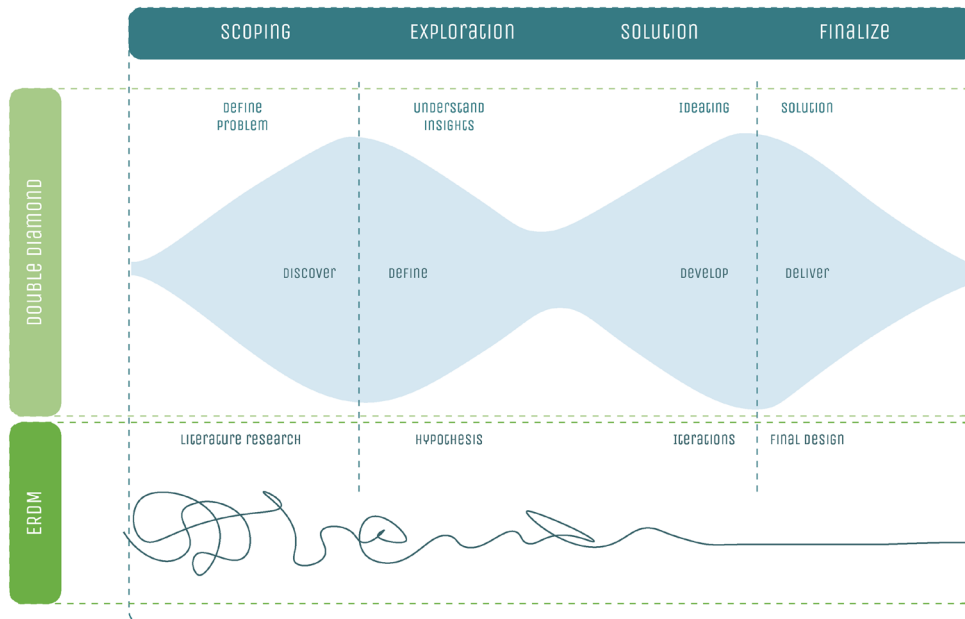 Scoping
Exploration
Solution
Finalize
Double Diamond
Define
Problem
Understand
Insights
Ideating
Solution
Discover
Define
Develop
Deliver
ERDM
Literature research
Hypothesis
Iterations
Final Design